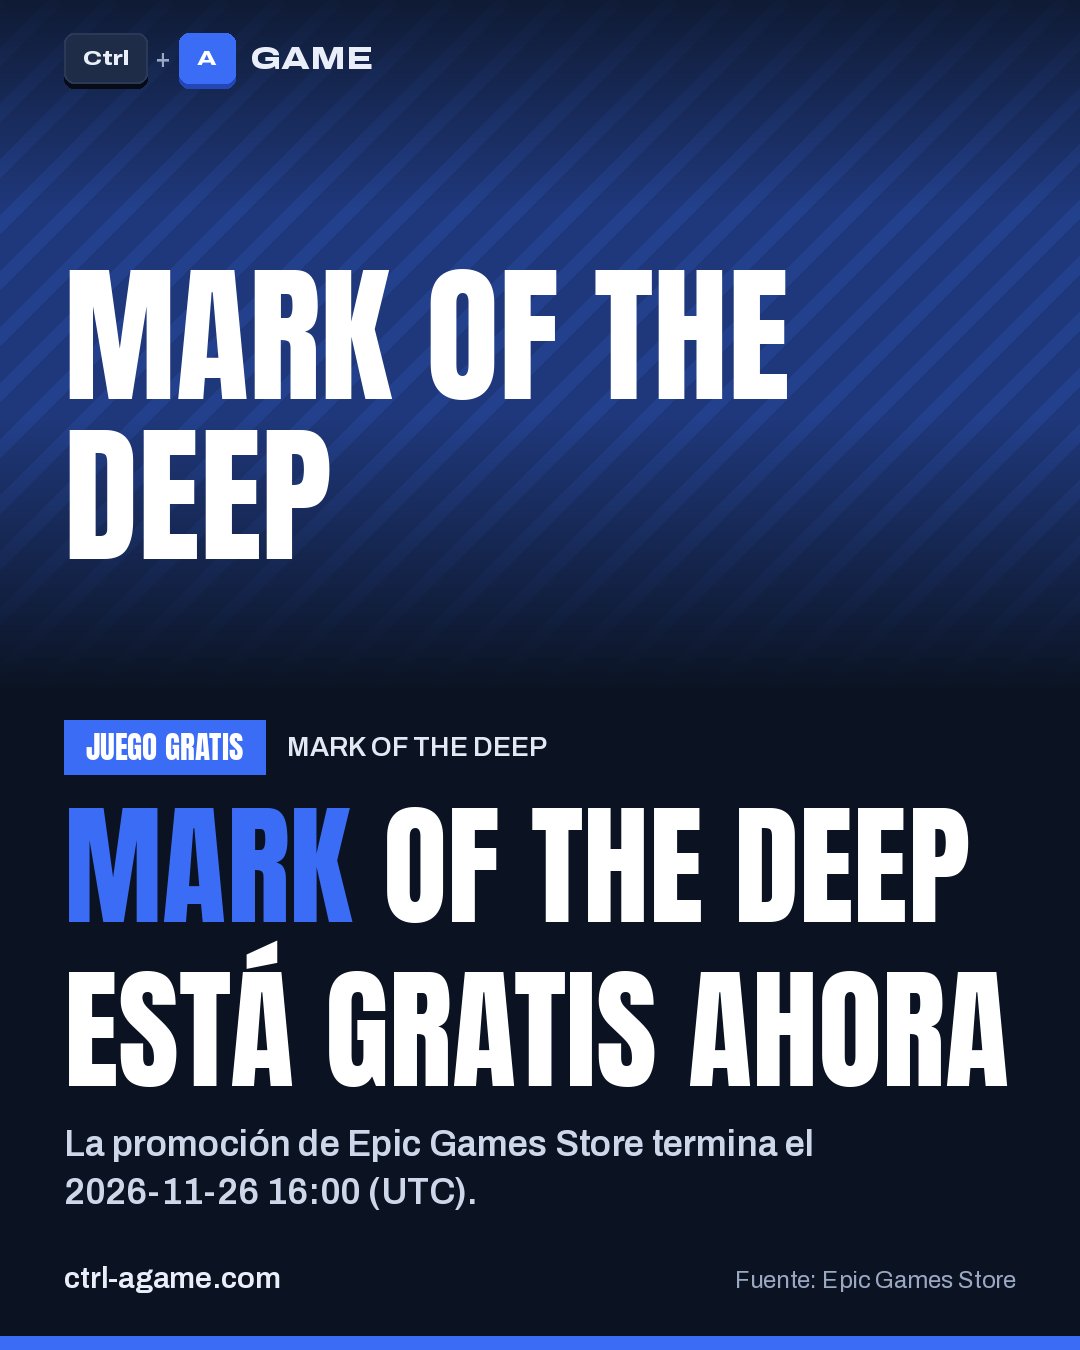 Ctrl + A GAME
MARK OF THE
DEEP
JUEGO GRATIS MARK OF THE DEEP
MARK OF THE DEEP
ESTÁ GRATIS AHORA
La promoción de Epic Games Store termina el
2026-11-26 16:00 (UTC).
ctrl-agame.com Fuente: Epic Games Store